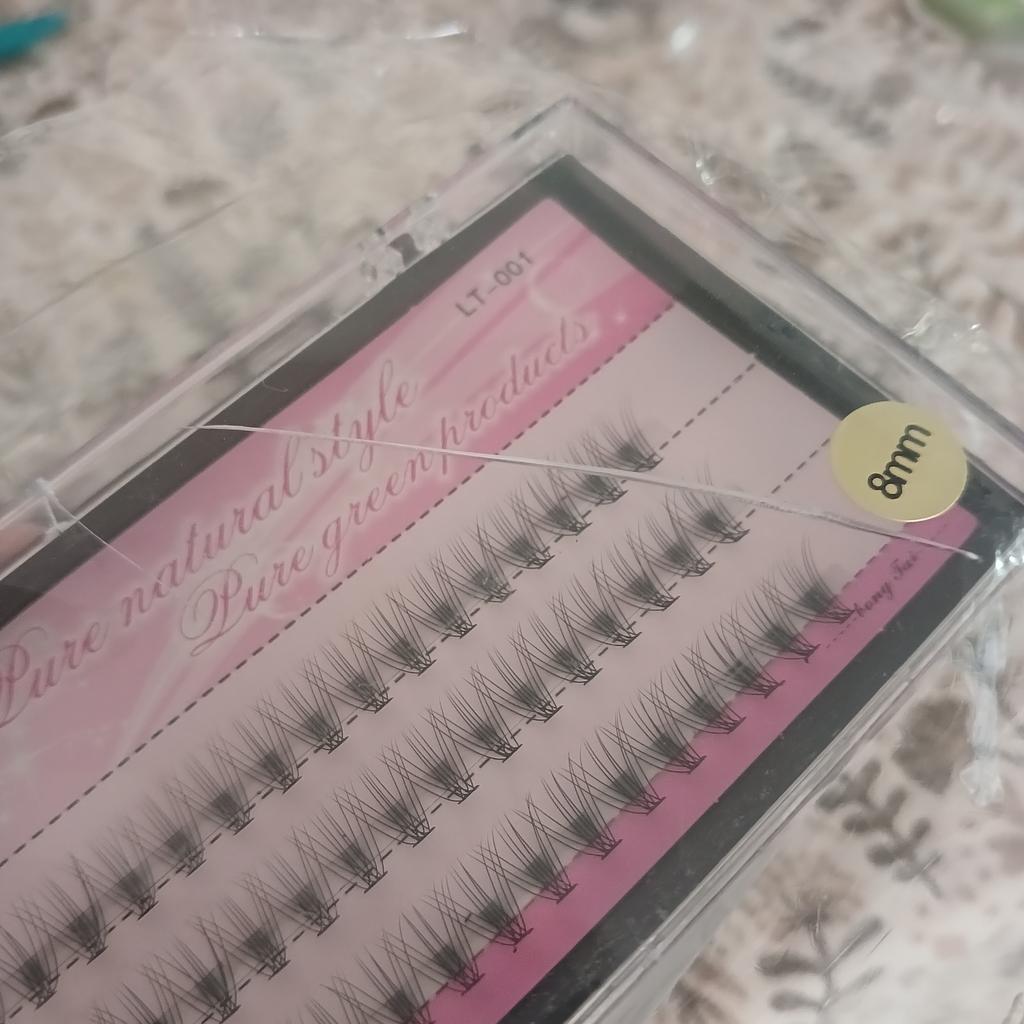 LT-001
Pure natural style
Pure green products
8mm